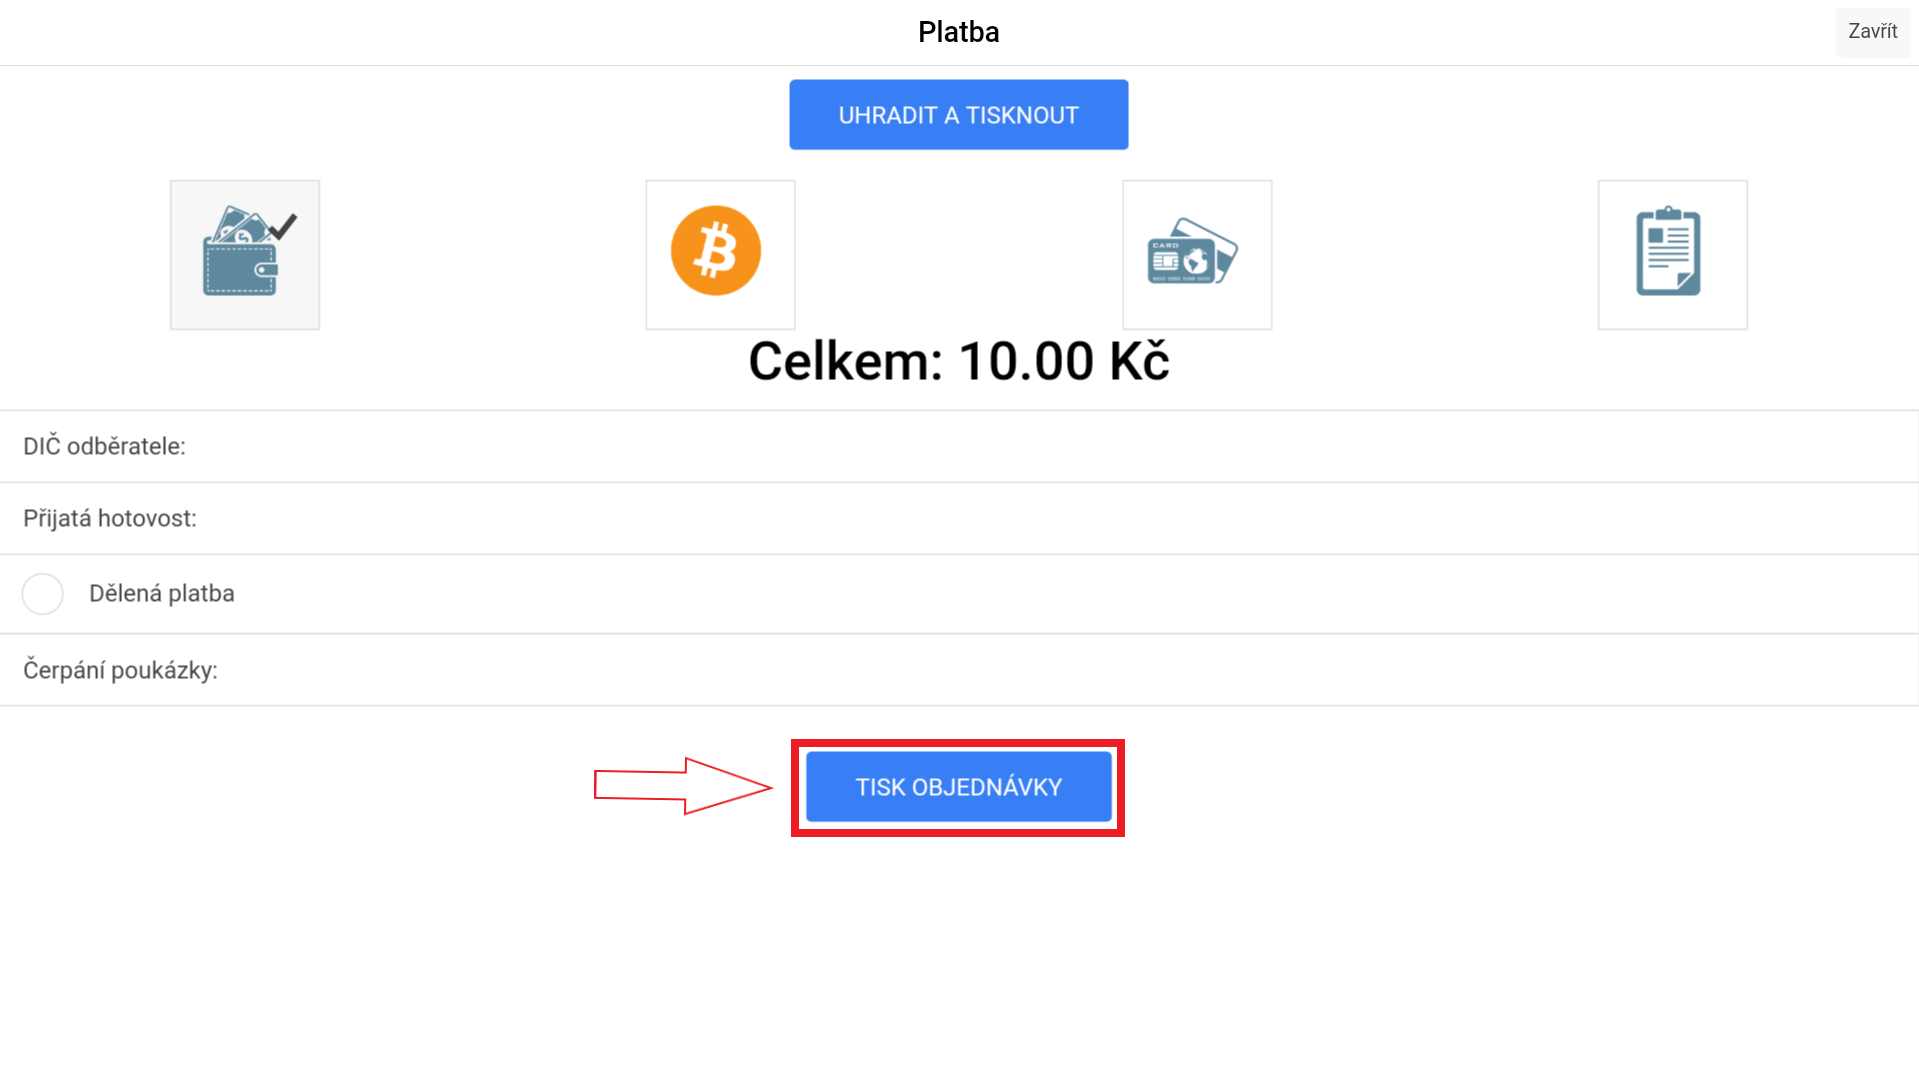 Platba
Zavřít
UHRADIT A TISKNOUT
CARD
Celkem: 10.00 Kč
DIČ odběratele:
Přijatá hotovost:
Dělená platba
Čerpání poukázky:
TISK OBJEDNÁVKY